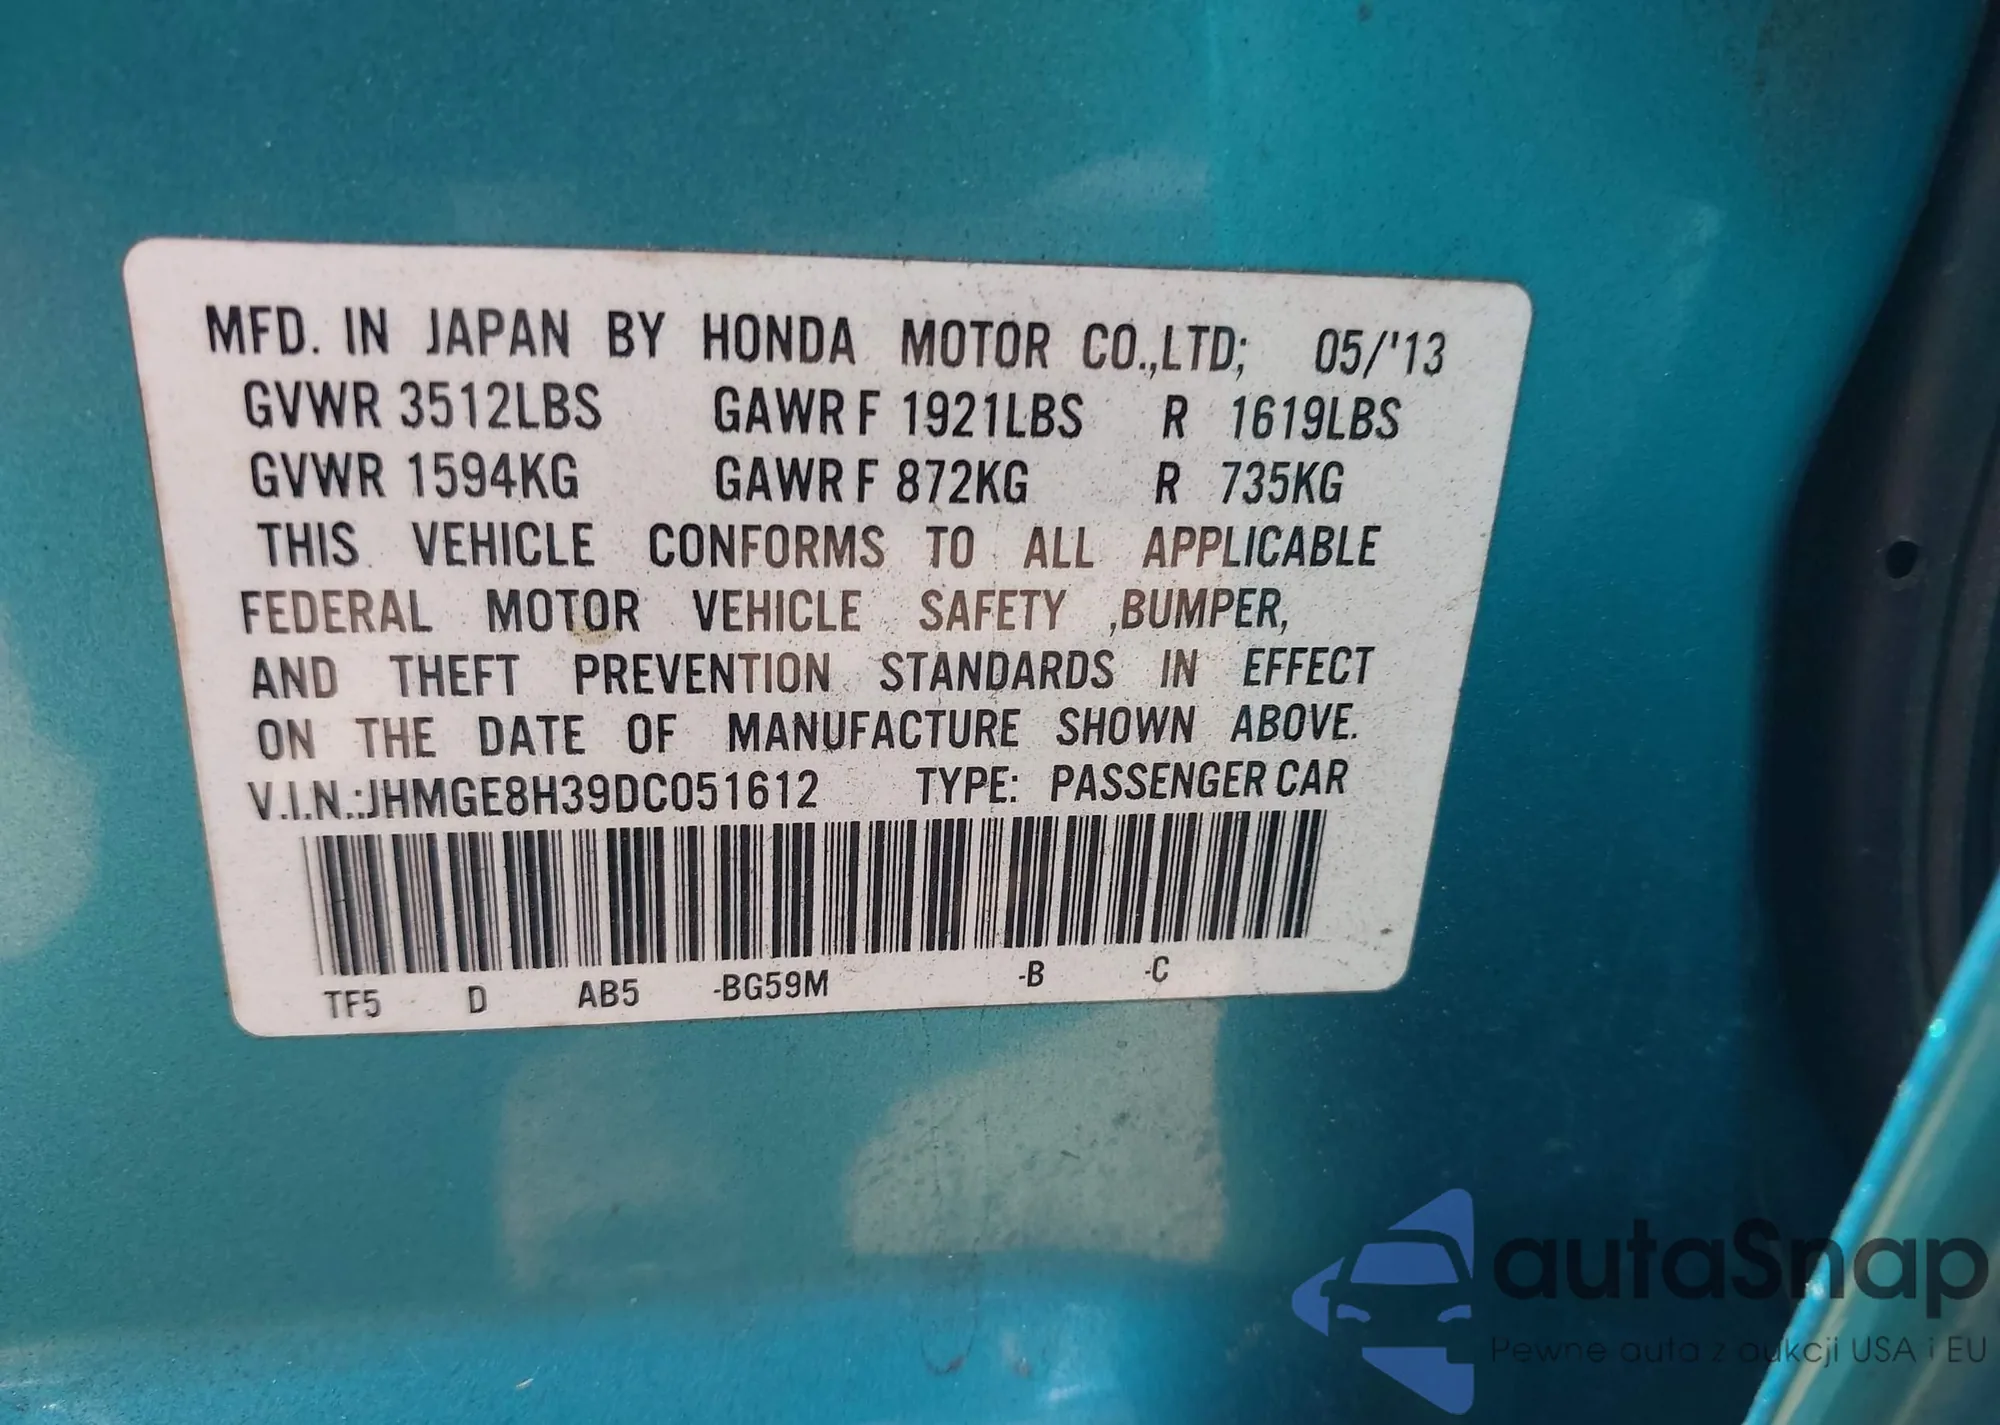 MFD. IN JAPAN BY HONDA MOTOR CO.,LTD; 05/'13
GVWR 3512LBS GAWR F 1921LBS R 1619LBS
GVWR 1594KG GAWR F 872KG R 735KG
THIS VEHICLE CONFORMS TO ALL APPLICABLE
FEDERAL MOTOR VEHICLE SAFETY ,BUMPER,
AND THEFT PREVENTION STANDARDS IN EFFECT
ON THE DATE OF MANUFACTURE SHOWN ABOVE.
V.I.N.:JHMGE8H39DC051612 TYPE: PASSENGER CAR
TF5 D AB5 -BG59M -B -C
autaSnap
Pewne auta z aukcji USA i EU